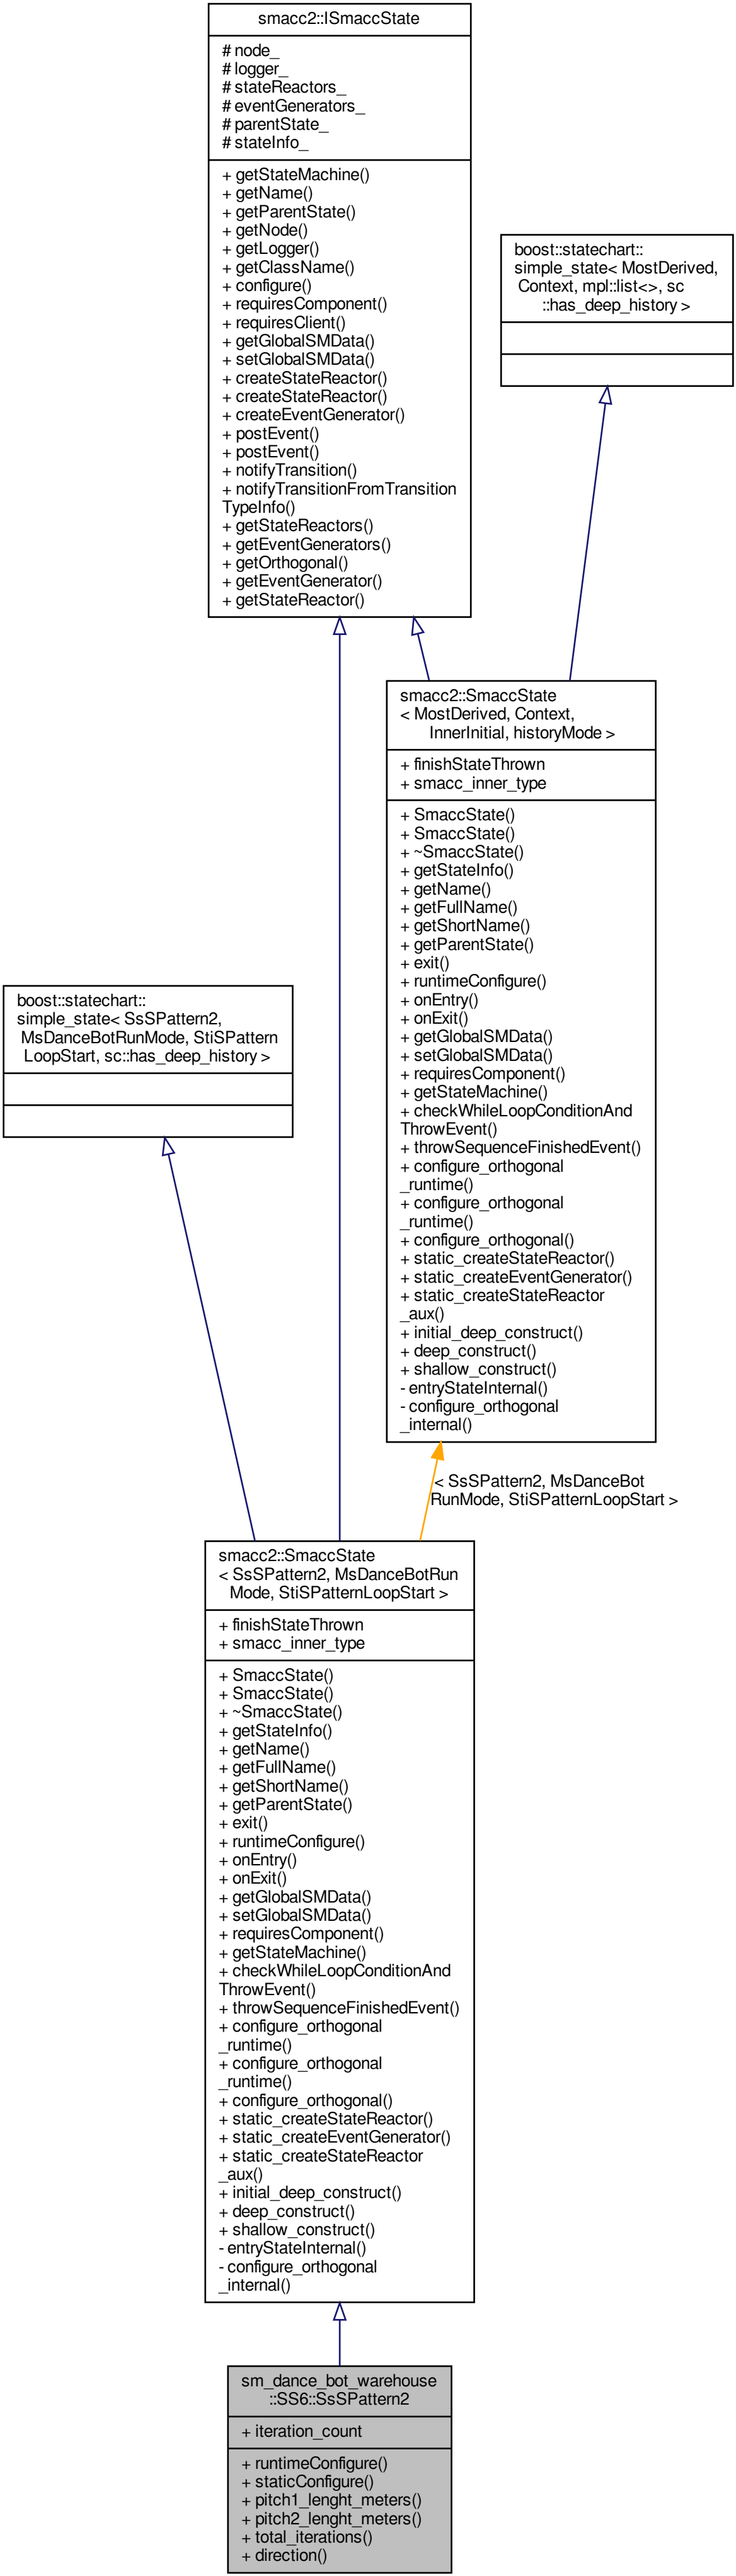 smacc2::ISmaccState
# node_
# logger_
# stateReactors_
# eventGenerators_
# parentState_
# stateInfo_
+ getStateMachine()
+ getName()
+ getParentState()
+ getNode()
+ getLogger()
+ getClassName()
+ configure()
+ requiresComponent()
+ requiresClient()
+ getGlobalSMData()
+ setGlobalSMData()
+ createStateReactor()
+ createStateReactor()
+ createEventGenerator()
+ postEvent()
+ postEvent()
+ notifyTransition()
+ notifyTransitionFromTransition
TypeInfo()
+ getStateReactors()
+ getEventGenerators()
+ getOrthogonal()
+ getEventGenerator()
+ getStateReactor()
boost::statechart::
simple_state< MostDerived,
Context, mpl::list<>, sc
::has_deep_history >
smacc2::SmaccState
< MostDerived, Context,
InnerInitial, historyMode >
+ finishStateThrown
+ smacc_inner_type
+ SmaccState()
+ SmaccState()
+ ~SmaccState()
+ getStateInfo()
+ getName()
+ getFullName()
+ getShortName()
+ getParentState()
+ exit()
+ runtimeConfigure()
+ onEntry()
+ onExit()
+ getGlobalSMData()
+ setGlobalSMData()
+ requiresComponent()
+ getStateMachine()
+ checkWhileLoopConditionAnd
ThrowEvent()
+ throwSequenceFinishedEvent()
+ configure_orthogonal
_runtime()
+ configure_orthogonal
_runtime()
+ configure_orthogonal()
+ static_createStateReactor()
+ static_createEventGenerator()
+ static_createStateReactor
_aux()
+ initial_deep_construct()
+ deep_construct()
+ shallow_construct()
- entryStateInternal()
- configure_orthogonal
_internal()
boost::statechart::
simple_state< SsSPattern2,
MsDanceBotRunMode, StiSPattern
LoopStart, sc::has_deep_history >
< SsSPattern2, MsDanceBot
RunMode, StiSPatternLoopStart >
smacc2::SmaccState
< SsSPattern2, MsDanceBotRun
Mode, StiSPatternLoopStart >
+ finishStateThrown
+ smacc_inner_type
+ SmaccState()
+ SmaccState()
+ ~SmaccState()
+ getStateInfo()
+ getName()
+ getFullName()
+ getShortName()
+ getParentState()
+ exit()
+ runtimeConfigure()
+ onEntry()
+ onExit()
+ getGlobalSMData()
+ setGlobalSMData()
+ requiresComponent()
+ getStateMachine()
+ checkWhileLoopConditionAnd
ThrowEvent()
+ throwSequenceFinishedEvent()
+ configure_orthogonal
_runtime()
+ configure_orthogonal
_runtime()
+ configure_orthogonal()
+ static_createStateReactor()
+ static_createEventGenerator()
+ static_createStateReactor
_aux()
+ initial_deep_construct()
+ deep_construct()
+ shallow_construct()
- entryStateInternal()
- configure_orthogonal
_internal()
sm_dance_bot_warehouse
::SS6::SsSPattern2
+ iteration_count
+ runtimeConfigure()
+ staticConfigure()
+ pitch1_lenght_meters()
+ pitch2_lenght_meters()
+ total_iterations()
+ direction()